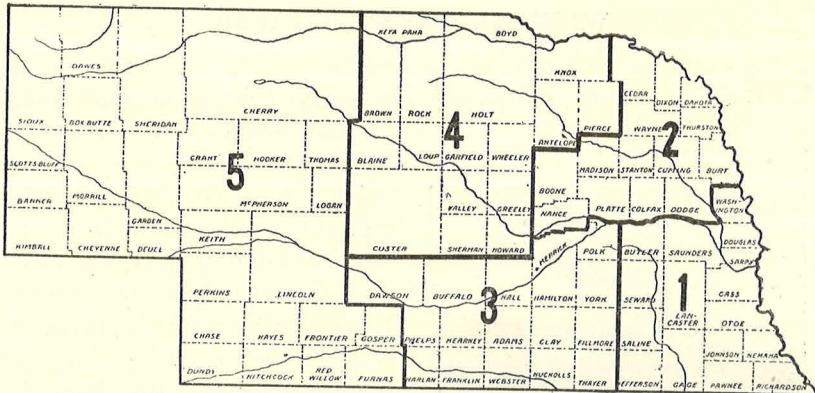 KEYA PAHA
BOYD
DAWES
KNOX
CEDAR
DIXON
DAKOTA
SIOUX
BOX BUTTE
SHERIDAN
CHERRY
BROWN
ROCK
HOLT
PIERCE
WAYNE
THURSTON
4
2
ANTELOPE
SCOTTS BLUFF
GRANT
HOOKER
THOMAS
BLAINE
LOUP
GARFIELD
WHEELER
MADISON
STANTON
CUMING
BURT
5
BANNER
MORRILL
GARDEN
McPHERSON
LOGAN
VALLEY
GREELEY
BOONE
NANCE
PLATTE
COLFAX
DODGE
WASH-
INGTON
KIMBALL
CHEYENNE
DEUEL
KEITH
CUSTER
SHERMAN
HOWARD
MERRICK
POLK
BUTLER
SAUNDERS
DOUGLAS
SARPY
PERKINS
LINCOLN
DAWSON
BUFFALO
HALL
HAMILTON
YORK
SEWARD
1
CASS
3
LAN-
CASTER
OTOE
CHASE
HAYES
FRONTIER
GOSPER
PHELPS
KEARNEY
ADAMS
CLAY
FILLMORE
SALINE
JOHNSON
NEMAHA
DUNDY
HITCHCOCK
RED
WILLOW
FURNAS
HARLAN
FRANKLIN
WEBSTER
NUCKOLLS
THAYER
JEFFERSON
GAGE
PAWNEE
RICHARDSON